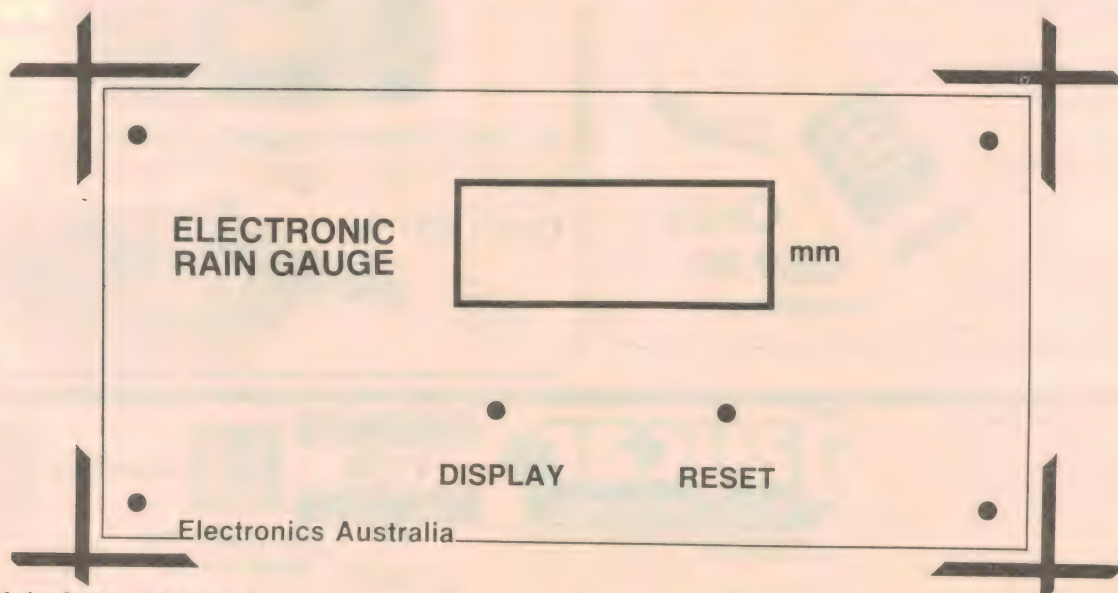 ELECTRONIC
RAIN GAUGE
mm
DISPLAY
RESET
Electronics Australia